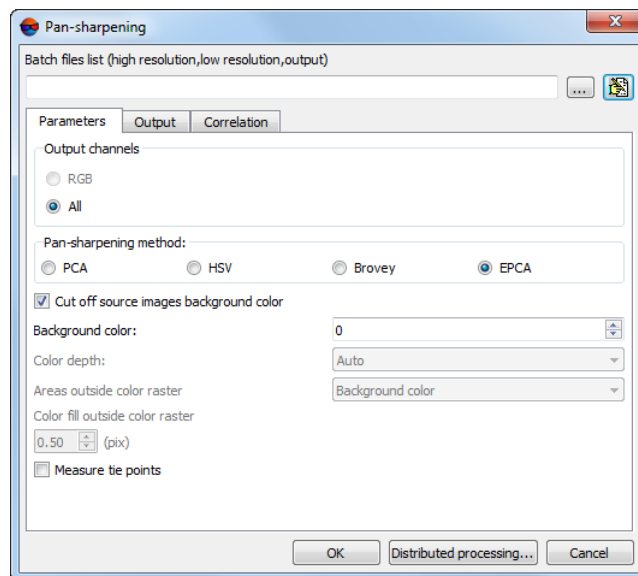 Pan-sharpening
Batch files list (high resolution,low resolution,output)
...
Parameters Output Correlation
Output channels
RGB
All
Pan-sharpening method:
PCA HSV Brovey EPCA
Cut off source images background color
Background color: 0
Color depth: Auto
Areas outside color raster Background color
Color fill outside color raster
0.50 (pix)
Measure tie points
OK Distributed processing... Cancel